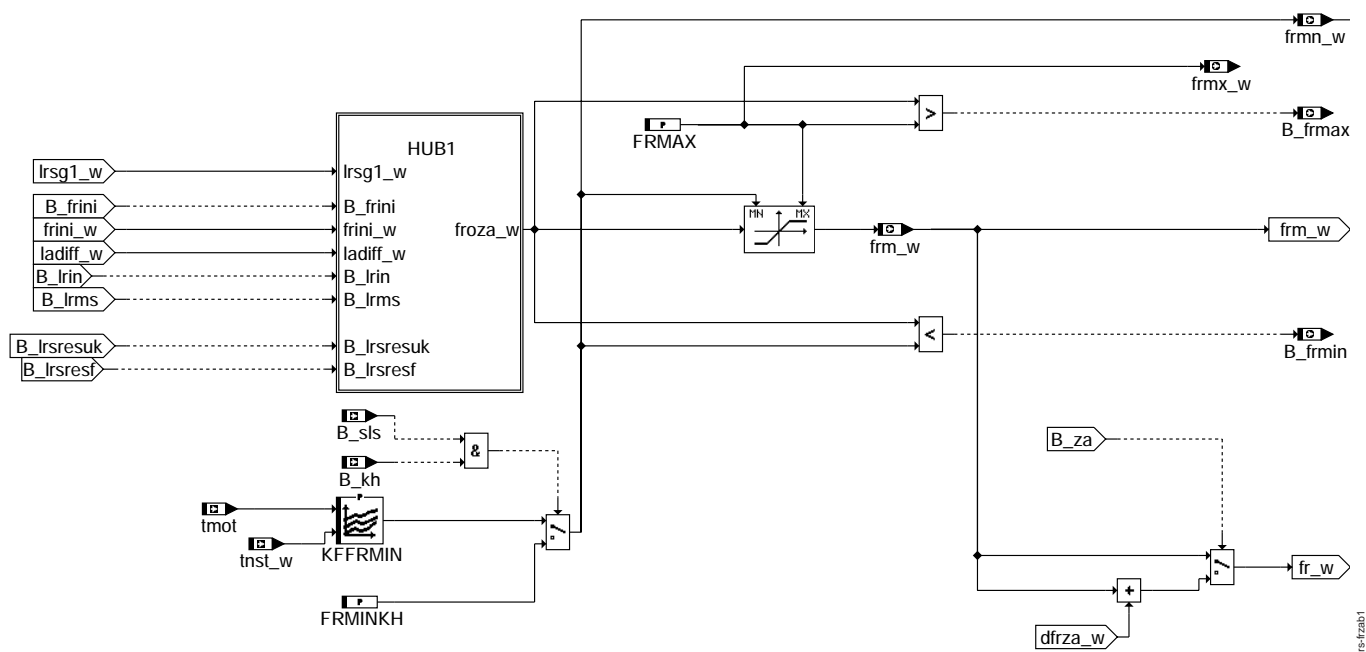 frmn_w
frmx_w
FRMAX
>
B_frmax
HUB1
lrsg1_w
lrsg1_w
B_frini
B_frini
frini_w
frini_w
froza_w
MN
MX
frm_w
frm_w
ladiff_w
ladiff_w
B_lrin
B_lrin
B_lrms
B_lrms
<
B_frmin
B_lrsresuk
B_lrsresuk
B_lrsresf
B_lrsresf
B_sls
&
B_kh
B_za
P
tmot
tnst_w
KFFRMIN
fr_w
P
FRMINKH
+
dfrza_w
rs-frzab1